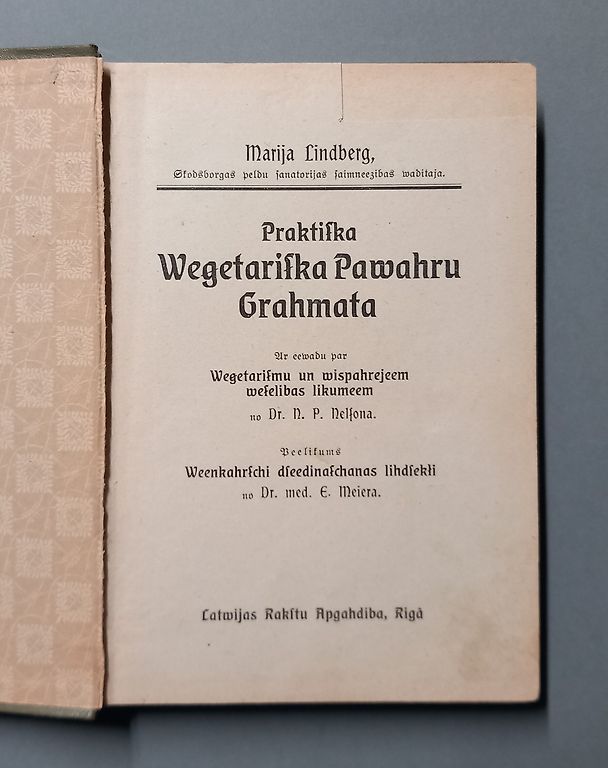 Marija Lindberg,
Skodsborgas peldu ſanatorijas ſaimneezibas waditaja.
Praktiſka
Wegetariſka Pawahru
Grahmata
Ar eewadu par
Wegetariſmu un wispahrejeem
weſelibas likumeem
no Dr. N. P. Nelſona.
Peelikums
Weenkahrſchi dſeedinaſchanas lihdſekli
no Dr. med. E. Meiera.
Latwijas Rakſtu Apgahdiba, Rigâ